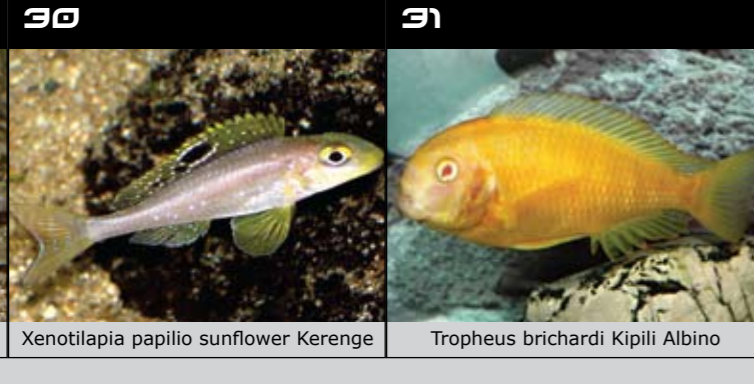 30
31
Xenotilapia papilio sunflower Kerenge
Tropheus brichardi Kipili Albino